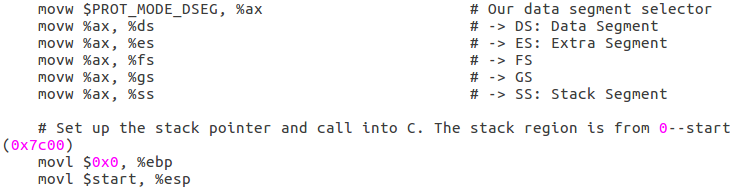 movw $PROT_MODE_DSEG, %ax # Our data segment selector
movw %ax, %ds # -> DS: Data Segment
movw %ax, %es # -> ES: Extra Segment
movw %ax, %fs # -> FS
movw %ax, %gs # -> GS
movw %ax, %ss # -> SS: Stack Segment
# Set up the stack pointer and call into C. The stack region is from 0--start
(0x7c00)
movl $0x0, %ebp
movl $start, %esp